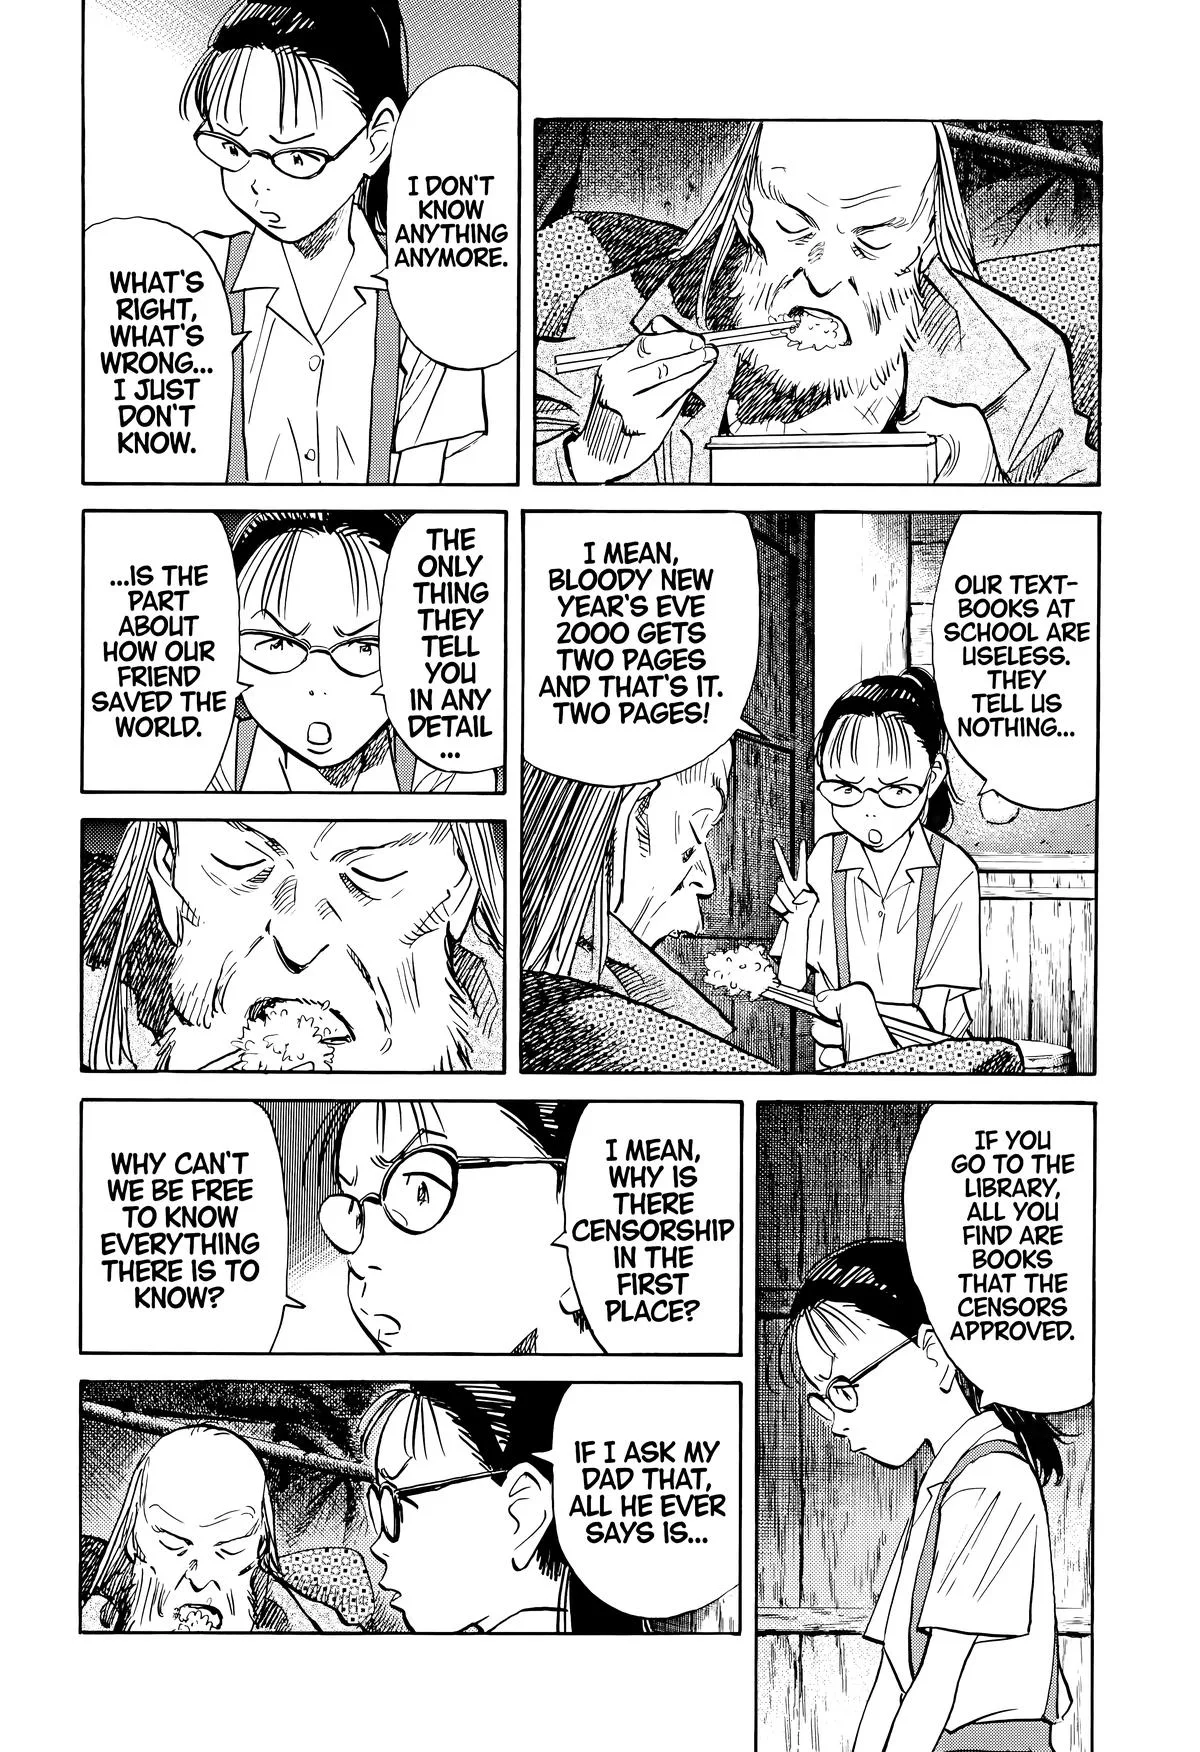 I DON'T
KNOW
ANYTHING
ANYMORE.
WHAT'S
RIGHT,
WHAT'S
WRONG...
I JUST
DON'T
KNOW.
OUR TEXT-
BOOKS AT
SCHOOL ARE
USELESS.
THEY
TELL US
NOTHING...
I MEAN,
BLOODY NEW
YEAR'S EVE
2000 GETS
TWO PAGES
AND THAT'S IT.
TWO PAGES!
THE
ONLY
THING
THEY
TELL
YOU
IN ANY
DETAIL
...
...IS THE
PART
ABOUT
HOW OUR
FRIEND
SAVED THE
WORLD.
IF YOU
GO TO THE
LIBRARY,
ALL YOU
FIND ARE
BOOKS
THAT THE
CENSORS
APPROVED.
I MEAN,
WHY IS
THERE
CENSORSHIP
IN THE
FIRST
PLACE?
WHY CAN'T
WE BE FREE
TO KNOW
EVERYTHING
THERE IS TO
KNOW?
IF I ASK MY
DAD THAT,
ALL HE EVER
SAYS IS...